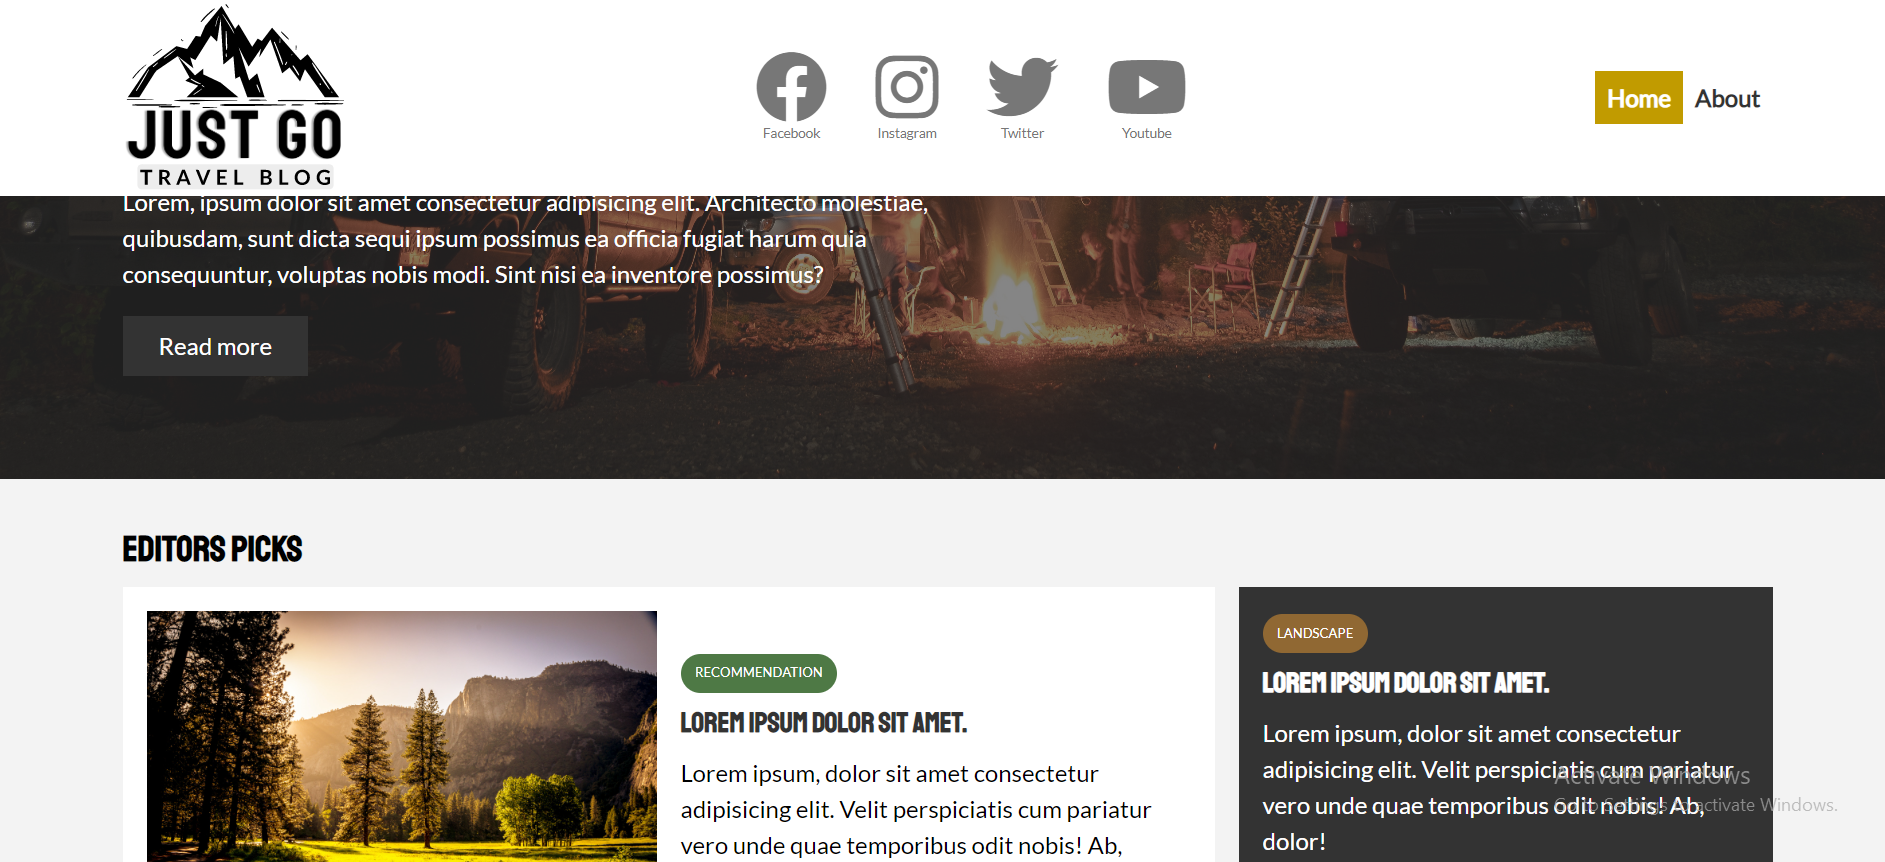 JUST GO
TRAVEL BLOG
Facebook
Instagram
Twitter
Youtube
Home
About
Lorem, ipsum dolor sit amet consectetur adipisicing elit. Architecto molestiae,
quibusdam, sunt dicta sequi ipsum possimus ea officia fugiat harum quia
consequuntur, voluptas nobis modi. Sint nisi ea inventore possimus?
Read more
EDITORS PICKS
RECOMMENDATION
LOREM IPSUM DOLOR SIT AMET.
Lorem ipsum, dolor sit amet consectetur
adipisicing elit. Velit perspiciatis cum pariatur
vero unde quae temporibus odit nobis! Ab,
LANDSCAPE
LOREM IPSUM DOLOR SIT AMET.
Lorem ipsum, dolor sit amet consectetur
adipisicing elit. Velit perspiciatis cum pariatur
vero unde quae temporibus odit nobis! Ab,
dolor!
Activate Windows
Go to Settings to activate Windows.